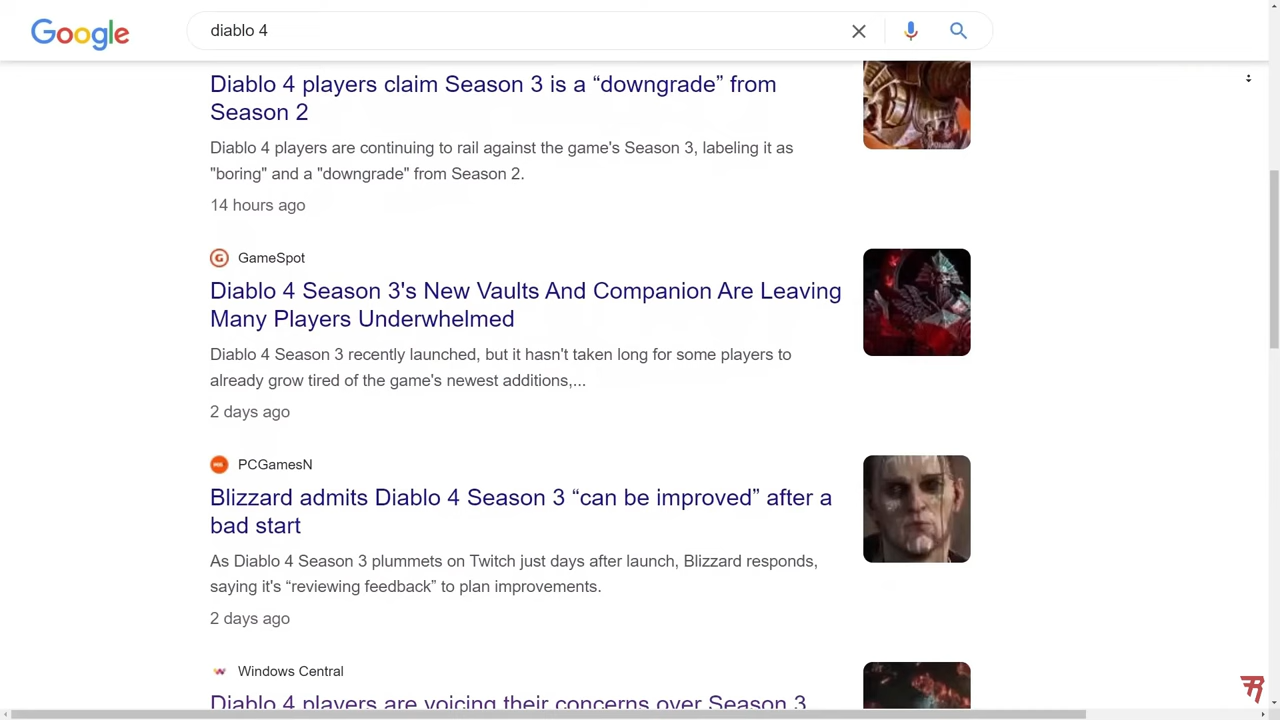 Google
diablo 4
Diablo 4 players claim Season 3 is a “downgrade” from
Season 2
Diablo 4 players are continuing to rail against the game's Season 3, labeling it as
"boring" and a "downgrade" from Season 2.
14 hours ago
GameSpot
Diablo 4 Season 3's New Vaults And Companion Are Leaving
Many Players Underwhelmed
Diablo 4 Season 3 recently launched, but it hasn't taken long for some players to
already grow tired of the game's newest additions,...
2 days ago
PCGamesN
Blizzard admits Diablo 4 Season 3 “can be improved” after a
bad start
As Diablo 4 Season 3 plummets on Twitch just days after launch, Blizzard responds,
saying it's “reviewing feedback” to plan improvements.
2 days ago
Windows Central
Diablo 4 players are voicing their concerns over Season 3